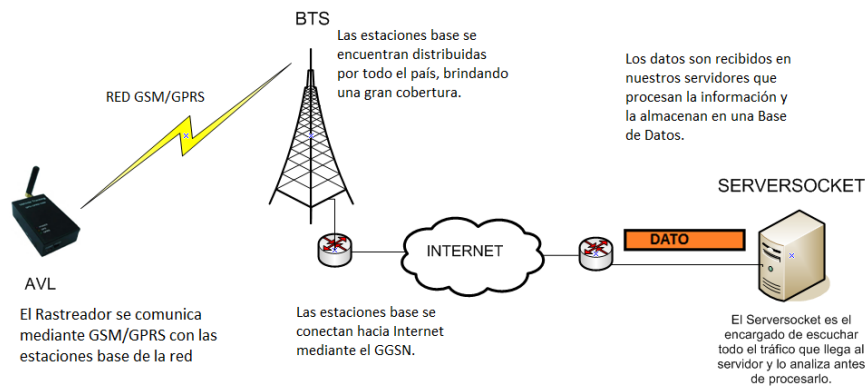 BTS
Las estaciones base se
encuentran distribuidas
por todo el país, brindando
una gran cobertura.
Los datos son recibidos en
nuestros servidores que
procesan la información y
la almacenan en una Base
de Datos.
RED GSM/GPRS
SERVERSOCKET
DATO
INTERNET
AVL
El Rastreador se comunica
mediante GSM/GPRS con las
estaciones base de la red
Las estaciones base se
conectan hacia Internet
mediante el GGSN.
El Serversocket es el
encargado de escuchar
todo el tráfico que llega al
servidor y lo analiza antes
de procesarlo.